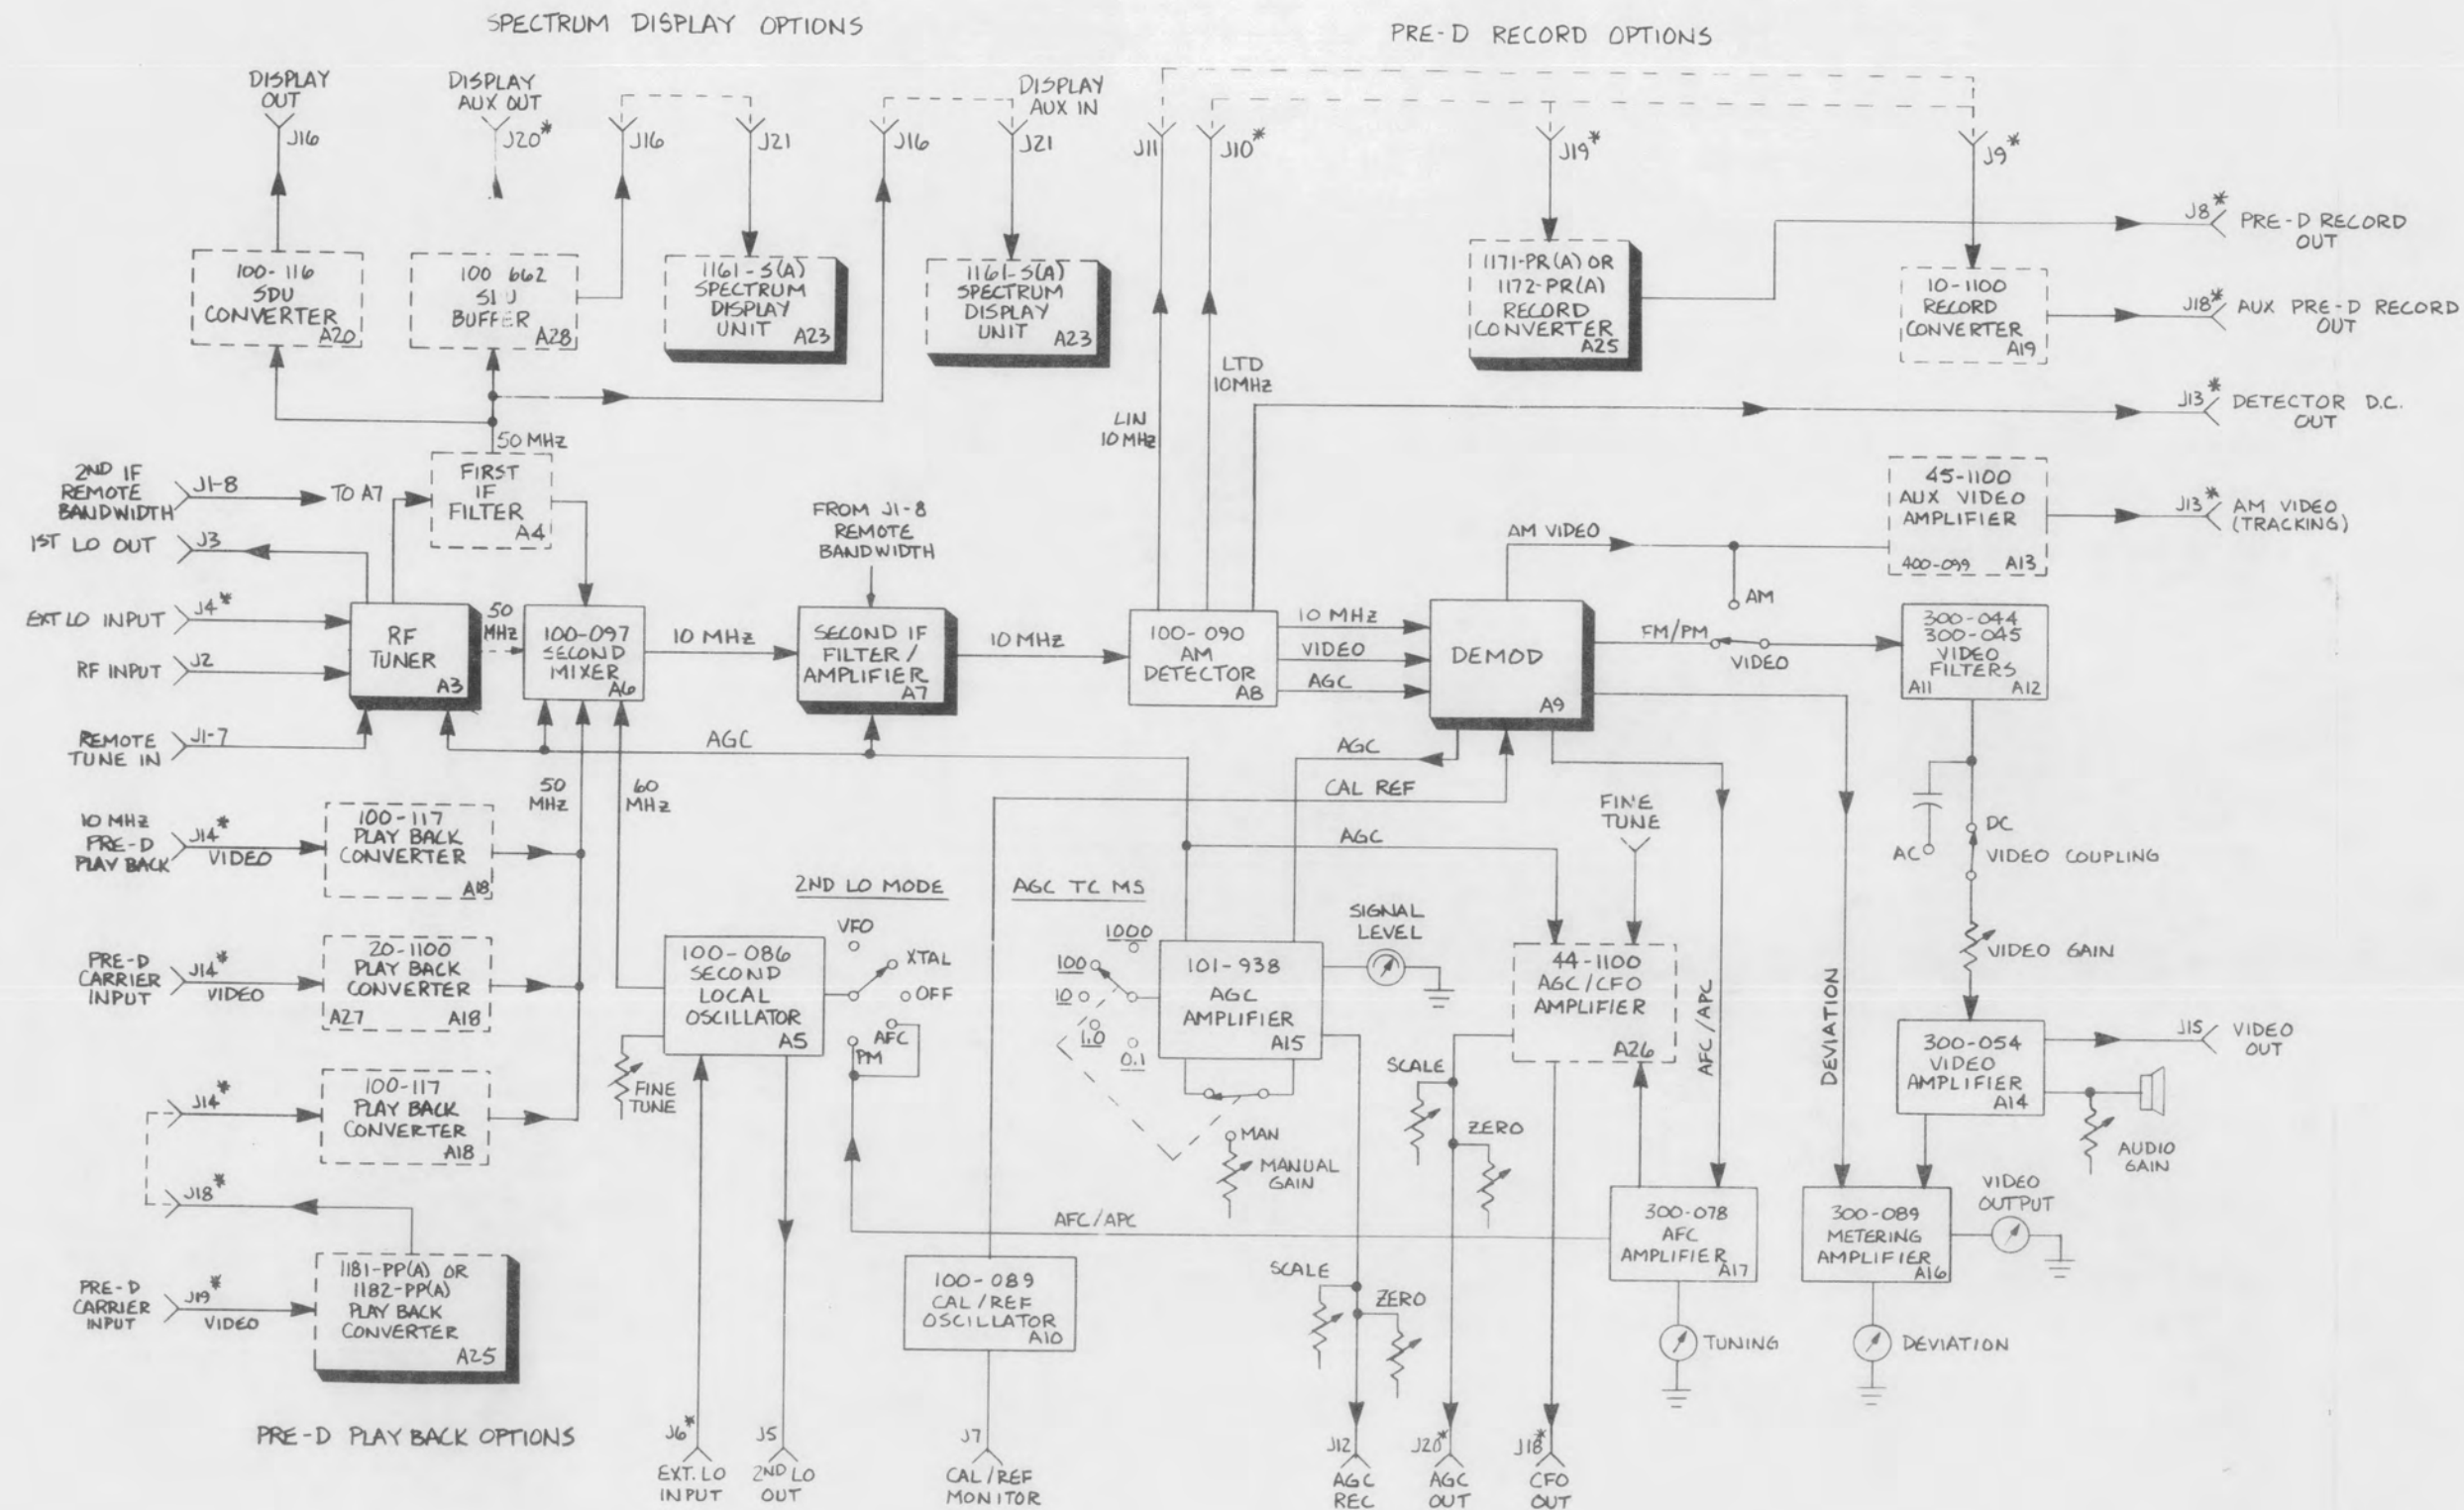 SPECTRUM DISPLAY OPTIONS
PRE-D RECORD OPTIONS
DISPLAY
OUT
J16
DISPLAY
AUX OUT
J20*
J16
J21
J16
DISPLAY
AUX IN
J21
J11
J10*
J19*
J9*
100-116
SDU
CONVERTER
A20
100 662
BUFFER
A28
1161-S(A)
SPECTRUM
DISPLAY
UNIT
A23
1161-S(A)
SPECTRUM
DISPLAY
UNIT
A23
1171-PR(A) OR
1172-PR(A)
RECORD
CONVERTER
A25
10-1100
RECORD
CONVERTER
A19
J8*
PRE-D RECORD
OUT
J18*
AUX PRE-D RECORD
OUT
LTD
10MHz
LIN
10 MHz
J13*
DETECTOR D.C.
OUT
50 MHz
2ND IF
REMOTE
BANDWIDTH
J1-8
TO A7
FIRST
IF
FILTER
A4
1ST LO OUT
J3
FROM J1-8
REMOTE
BANDWIDTH
AM VIDEO
45-1100
AUX VIDEO
AMPLIFIER
400-099 A13
J13*
AM VIDEO
(TRACKING)
EXT LO INPUT
J4*
RF INPUT
J2
RF
TUNER
A3
50
MHz
100-097
SECOND
MIXER
A6
10 MHz
SECOND IF
FILTER/
AMPLIFIER
A7
10 MHz
100-090
AM
DETECTOR
A8
10 MHz
VIDEO
AGC
DEMOD
A9
AM
FM/PM
VIDEO
300-044
300-045
VIDEO
FILTERS
A11 A12
REMOTE
TUNE IN
J1-7
AGC
50
MHz
60
MHz
AGC
CAL REF
AGC
FINE
TUNE
DC
AC
VIDEO COUPLING
10 MHz
PRE-D
PLAY BACK
J14*
VIDEO
100-117
PLAY BACK
CONVERTER
A18
2ND LO MODE
VFO
XTAL
OFF
AFC
PM
AGC TC MS
1000
100
10
1.0
0.1
SIGNAL
LEVEL
VIDEO GAIN
PRE-D
CARRIER
INPUT
J14*
VIDEO
20-1100
PLAY BACK
CONVERTER
A27 A18
100-086
SECOND
LOCAL
OSCILLATOR
A5
101-938
AGC
AMPLIFIER
A15
44-1100
AGC/CFO
AMPLIFIER
A26
AFC/APC
DEVIATION
300-054
VIDEO
AMPLIFIER
A14
J15
VIDEO
OUT
FINE
TUNE
SCALE
ZERO
AUDIO
GAIN
J14*
100-117
PLAY BACK
CONVERTER
A18
MAN
MANUAL
GAIN
J18*
AFC/APC
300-078
AFC
AMPLIFIER
A17
300-089
METERING
AMPLIFIER
A16
VIDEO
OUTPUT
PRE-D
CARRIER
INPUT
J19*
VIDEO
1181-PP(A) OR
1182-PP(A)
PLAY BACK
CONVERTER
A25
100-089
CAL/REF
OSCILLATOR
A10
SCALE
ZERO
TUNING
DEVIATION
PRE-D PLAY BACK OPTIONS
J6*
EXT. LO
INPUT
J5
2ND LO
OUT
J7
CAL/REF
MONITOR
J12
AGC
REC
J20*
AGC
OUT
J18*
CFO
OUT